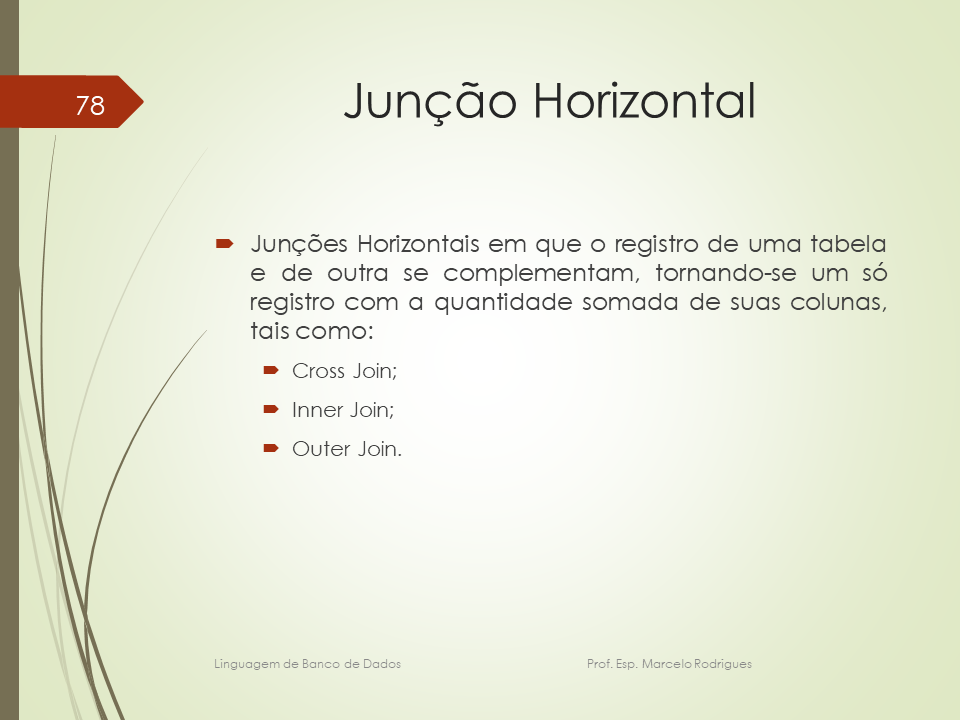 78
Junção Horizontal
Junções Horizontais em que o registro de uma tabela
e de outra se complementam, tornando-se um só
registro com a quantidade somada de suas colunas,
tais como:
Cross Join;
Inner Join;
Outer Join.
Linguagem de Banco de Dados Prof. Esp. Marcelo Rodrigues